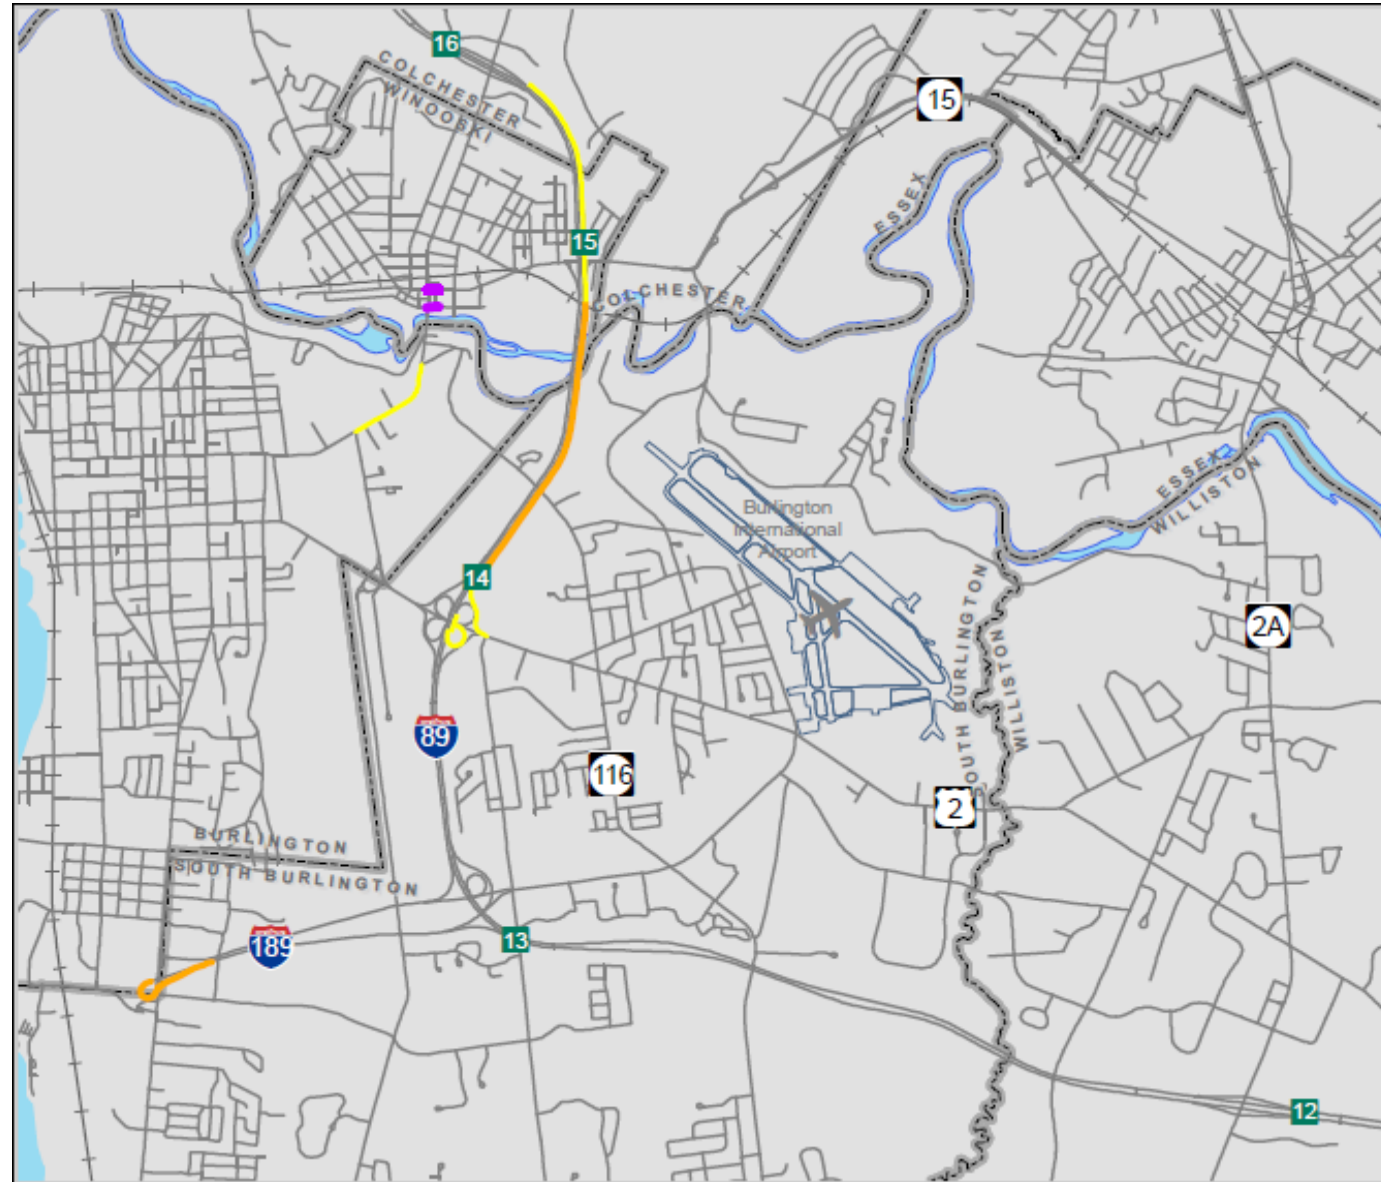 16
COLCHESTER
WINOOSKI
15
ESSEX
15
COLCHESTER
Burlington
International
Airport
ESSEX
WILLISTON
14
SOUTH BURLINGTON
WILLISTON
2A
89
116
2
BURLINGTON
SOUTH BURLINGTON
189
13
12